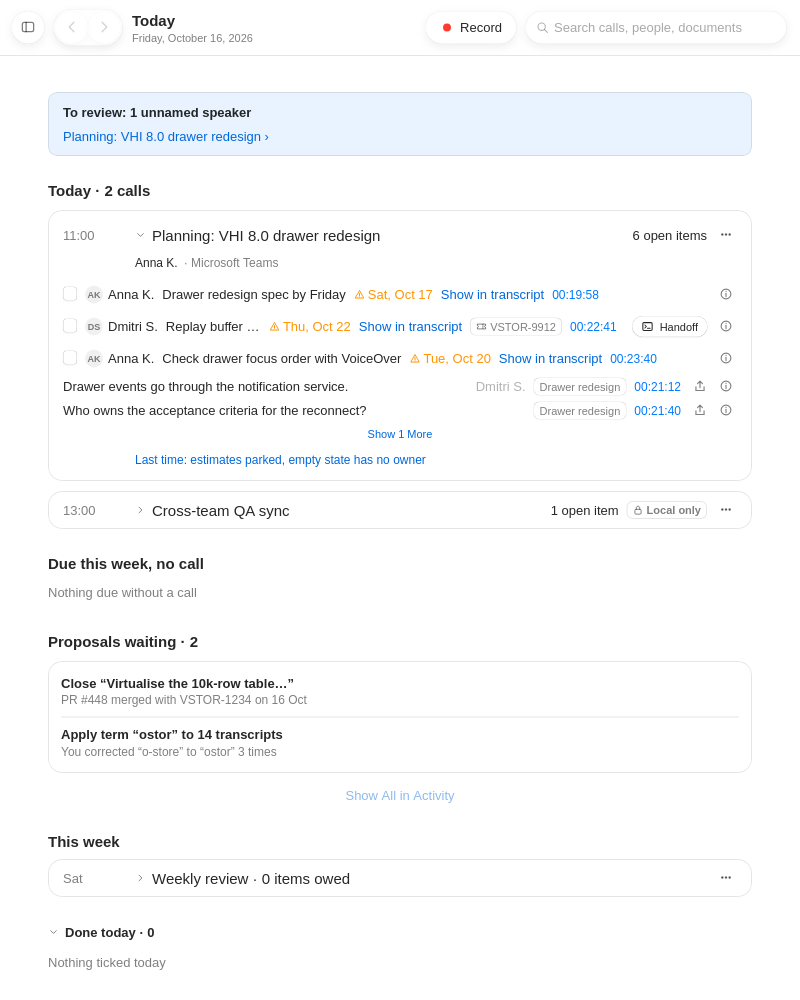 Today
Friday, October 16, 2026
Record
Search calls, people, documents
To review: 1 unnamed speaker
Planning: VHI 8.0 drawer redesign ›
Today · 2 calls
11:00 Planning: VHI 8.0 drawer redesign 6 open items
Anna K. · Microsoft Teams
AK Anna K. Drawer redesign spec by Friday Sat, Oct 17 Show in transcript 00:19:58
DS Dmitri S. Replay buffer … Thu, Oct 22 Show in transcript VSTOR-9912 00:22:41 Handoff
AK Anna K. Check drawer focus order with VoiceOver Tue, Oct 20 Show in transcript 00:23:40
Drawer events go through the notification service. Dmitri S. Drawer redesign 00:21:12
Who owns the acceptance criteria for the reconnect? Drawer redesign 00:21:40
Show 1 More
Last time: estimates parked, empty state has no owner
13:00 Cross-team QA sync 1 open item Local only
Due this week, no call
Nothing due without a call
Proposals waiting · 2
Close “Virtualise the 10k-row table…”
PR #448 merged with VSTOR-1234 on 16 Oct
Apply term “ostor” to 14 transcripts
You corrected “o-store” to “ostor” 3 times
Show All in Activity
This week
Sat Weekly review · 0 items owed
Done today · 0
Nothing ticked today